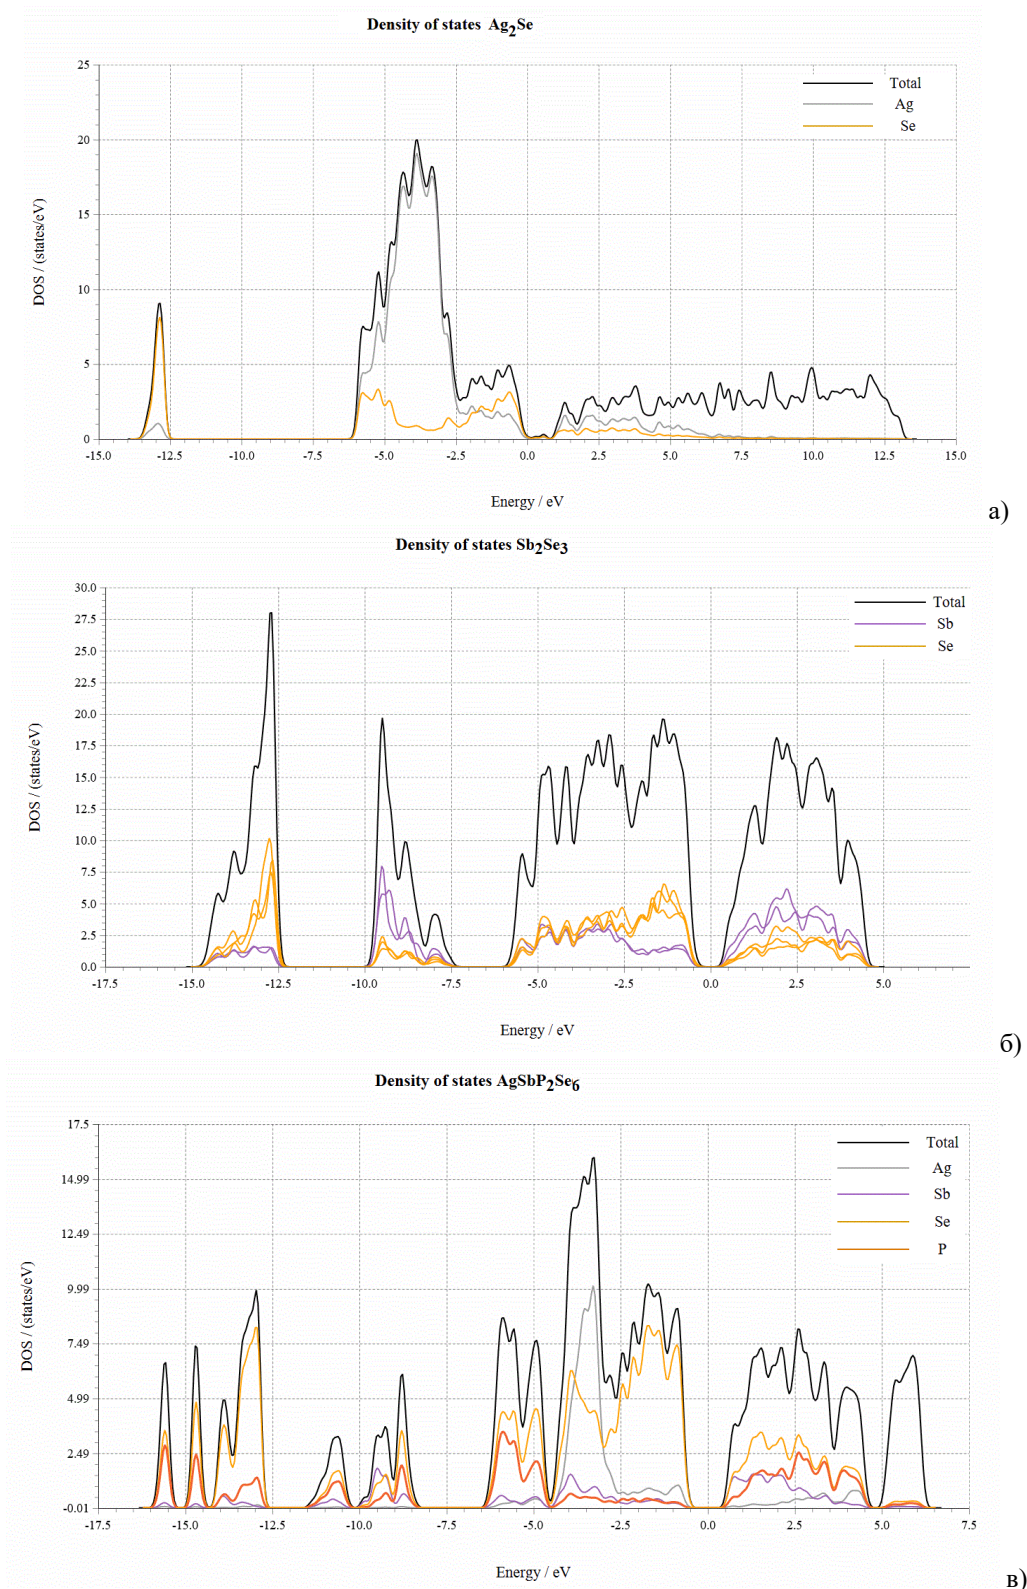 Density of states Ag2Se
25
20
15
10
5
0
DOS / (states/eV)
Total
Ag
Se
-15.0 -12.5 -10.0 -7.5 -5.0 -2.5 0.0 2.5 5.0 7.5 10.0 12.5 15.0
Energy / eV
а)
Density of states Sb2Se3
30.0
27.5
25.0
22.5
20.0
17.5
15.0
12.5
10.0
7.5
5.0
2.5
0.0
DOS / (states/eV)
Total
Sb
Se
-17.5 -15.0 -12.5 -10.0 -7.5 -5.0 -2.5 0.0 2.5 5.0
Energy / eV
б)
Density of states AgSbP2Se6
17.5
14.99
12.49
9.99
7.49
4.99
2.49
-0.01
DOS / (states/eV)
Total
Ag
Sb
Se
P
-17.5 -15.0 -12.5 -10.0 -7.5 -5.0 -2.5 0.0 2.5 5.0 7.5
Energy / eV
в)